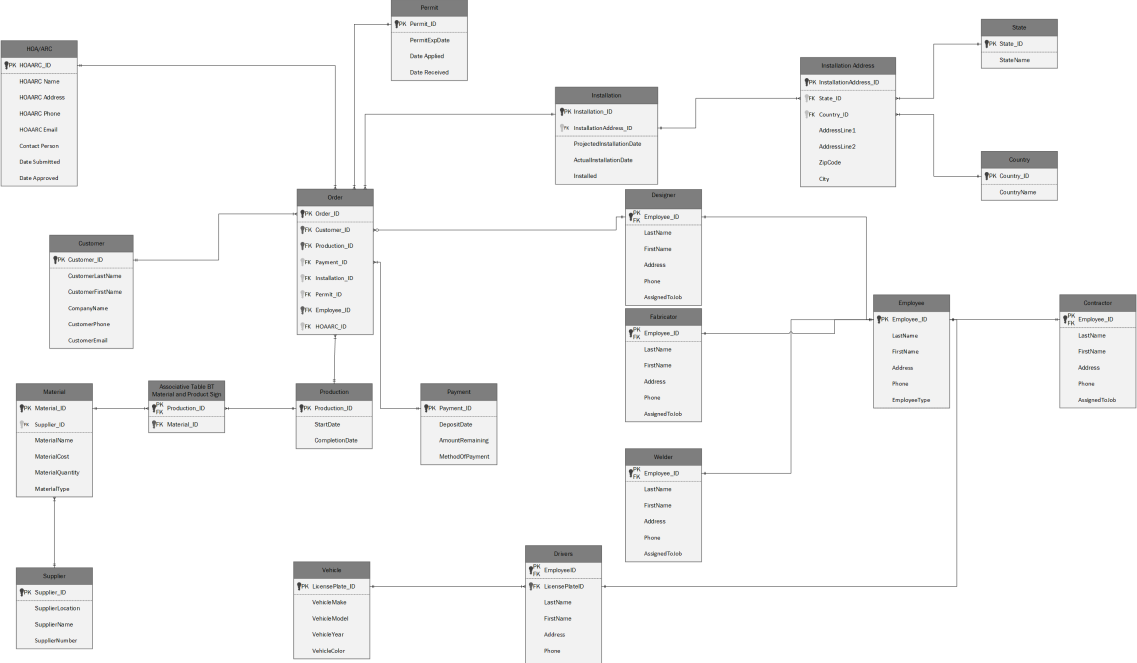 Permit
PK Permit_ID
PermitExpDate
Date Applied
Date Received
HOA/ARC
PK HOAARC_ID
HOAARC Name
HOAARC Address
HOAARC Phone
HOAARC Email
Contact Person
Date Submitted
Date Approved
State
PK State_ID
StateName
Installation Address
PK InstallationAddress_ID
FK State_ID
FK Country_ID
AddressLine1
AddressLine2
ZipCode
City
Installation
PK Installation_ID
FK InstallationAddress_ID
ProjectedInstallationDate
ActualInstallationDate
Installed
Country
PK Country_ID
CountryName
Order
PK Order_ID
FK Customer_ID
FK Production_ID
FK Payment_ID
FK Installation_ID
FK Permit_ID
FK Employee_ID
FK HOAARC_ID
Designer
PK
FK Employee_ID
LastName
FirstName
Address
Phone
AssignedToJob
Customer
PK Customer_ID
CustomerLastName
CustomerFirstName
CompanyName
CustomerPhone
CustomerEmail
Employee
PK Employee_ID
LastName
FirstName
Address
Phone
EmployeeType
Contractor
PK
FK Employee_ID
LastName
FirstName
Address
Phone
AssignedToJob
Fabricator
PK
FK Employee_ID
LastName
FirstName
Address
Phone
AssignedToJob
Material
PK Material_ID
FK Supplier_ID
MaterialName
MaterialCost
MaterialQuantity
MaterialType
Associative Table BT
Material and Product Sign
PK
FK Production_ID
FK Material_ID
Production
PK Production_ID
StartDate
CompletionDate
Payment
PK Payment_ID
DepositDate
AmountRemaining
MethodOfPayment
Welder
PK
FK Employee_ID
LastName
FirstName
Address
Phone
AssignedToJob
Supplier
PK Supplier_ID
SupplierLocation
SupplierName
SupplierNumber
Vehicle
PK LicensePlate_ID
VehicleMake
VehicleModel
VehicleYear
VehicleColor
Drivers
PK
FK EmployeeID
FK LicensePlateID
LastName
FirstName
Address
Phone